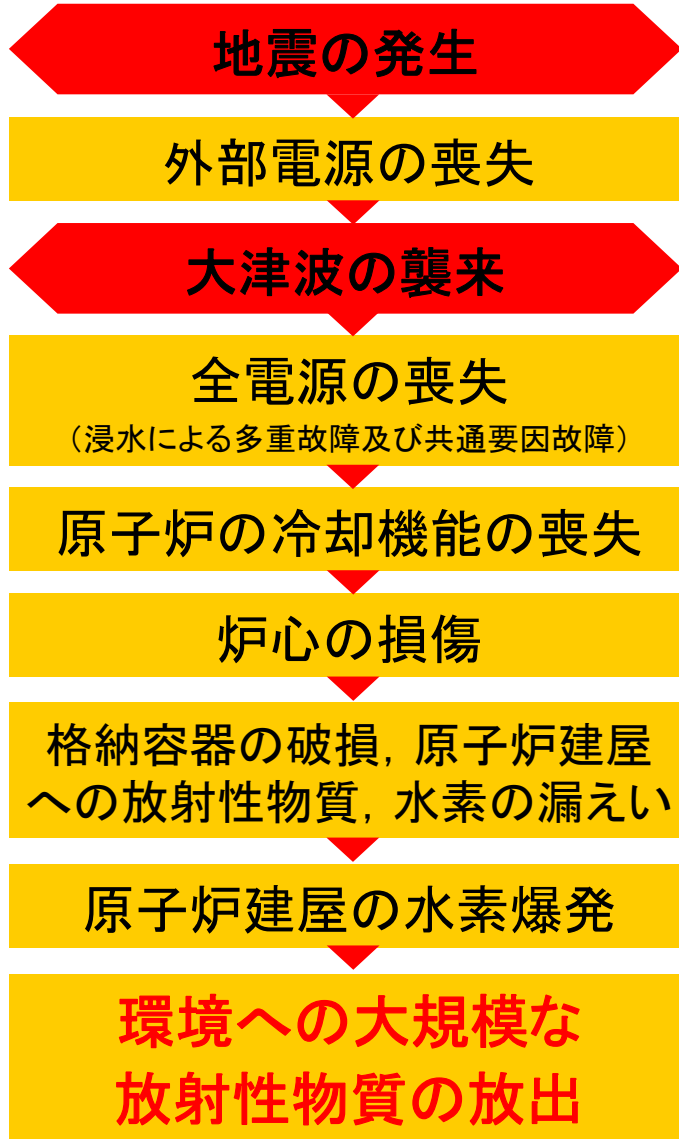 地震の発生
外部電源の喪失
大津波の襲来
全電源の喪失
（浸水による多重故障及び共通要因故障）
原子炉の冷却機能の喪失
炉心の損傷
格納容器の破損，原子炉建屋
への放射性物質，水素の漏えい
原子炉建屋の水素爆発
環境への大規模な
放射性物質の放出